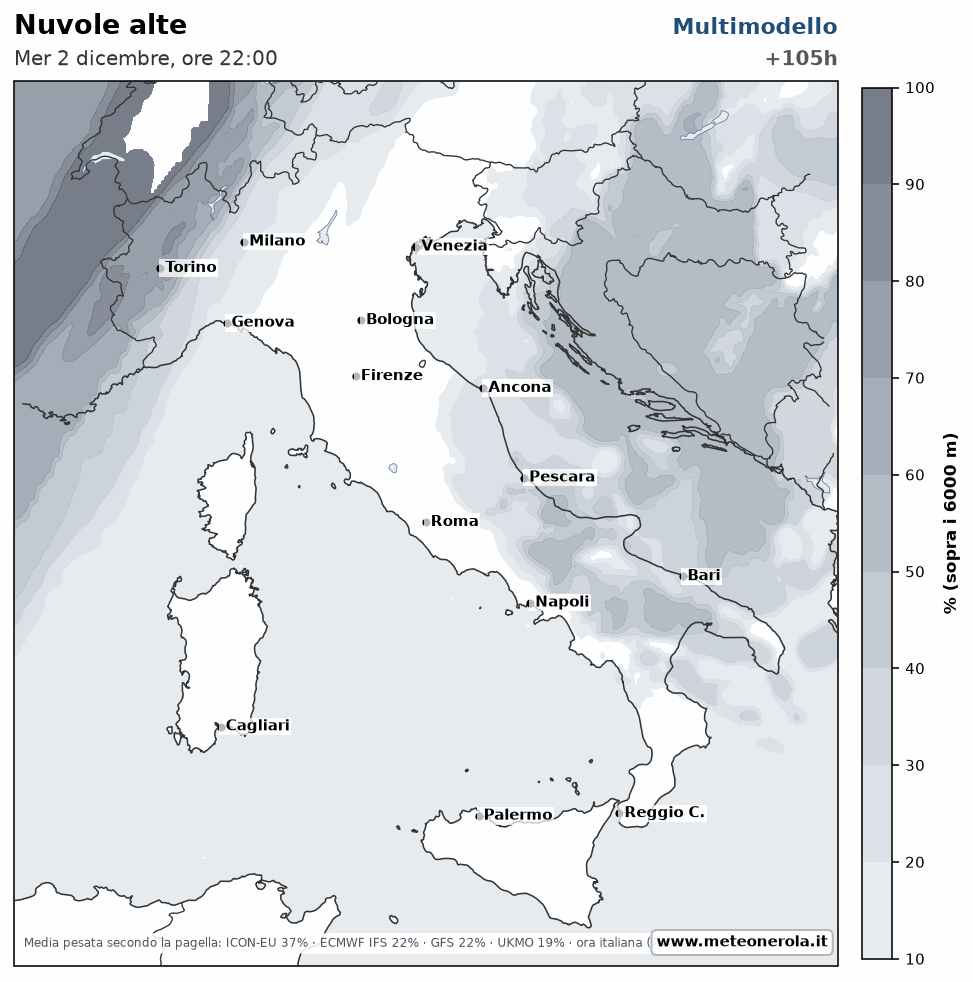 Nuvole alte
Multimodello
Mer 2 dicembre, ore 22:00
+105h
Milano
Venezia
Torino
Genova
Bologna
Firenze
Ancona
Pescara
Roma
Bari
Napoli
Cagliari
Palermo
Reggio C.
100
90
80
70
60
50
40
30
20
10
% (sopra i 6000 m)
Media pesata secondo la pagella: ICON-EU 37% · ECMWF IFS 22% · GFS 22% · UKMO 19% · ora italiana (
www.meteonerola.it